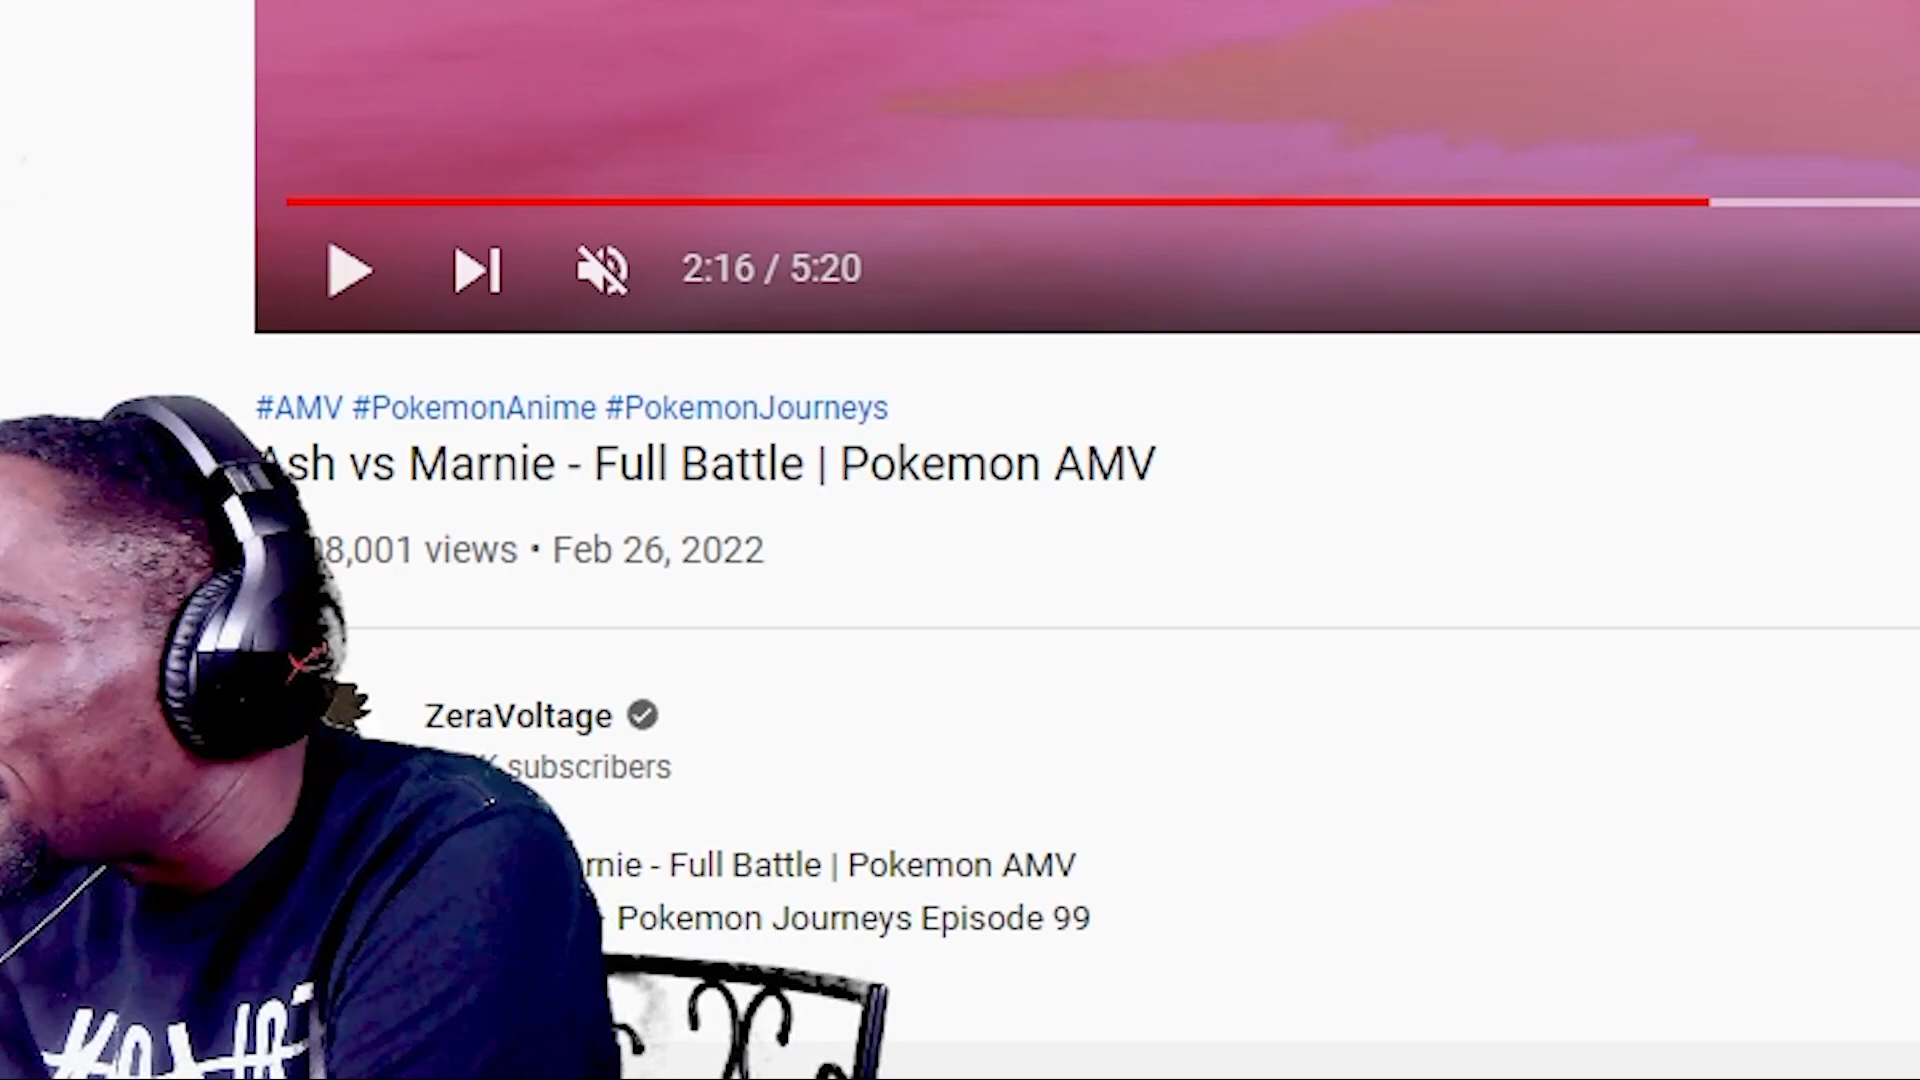 2:16 / 5:20
#AMV #PokemonAnime #PokemonJourneys
Ash vs Marnie - Full Battle | Pokemon AMV
8,001 views • Feb 26, 2022
ZeraVoltage
subscribers
rnie - Full Battle | Pokemon AMV
Pokemon Journeys Episode 99